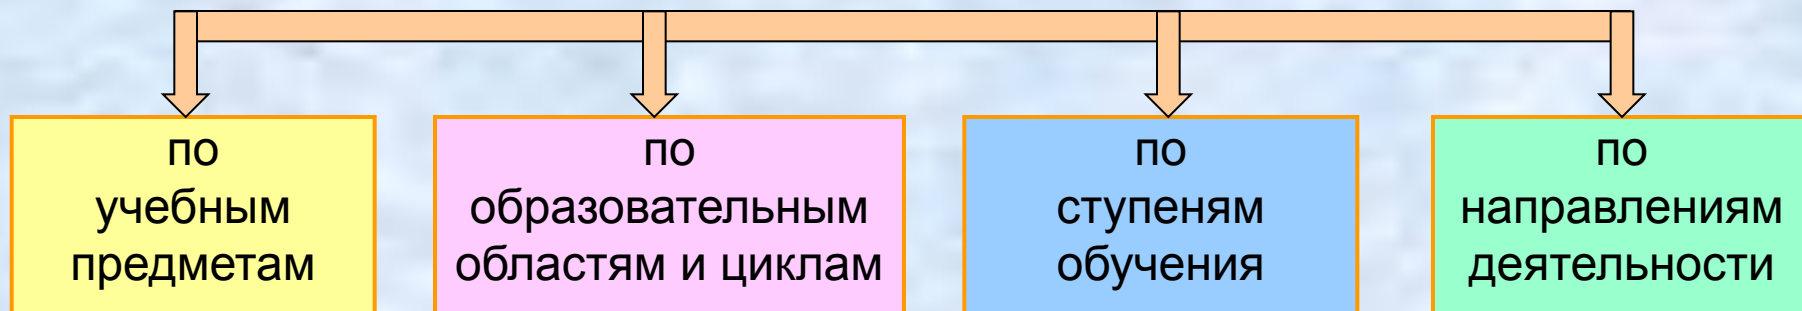 по
учебным
предметам
по
образовательным
областям и циклам
по
ступеням
обучения
по
направлениям
деятельности